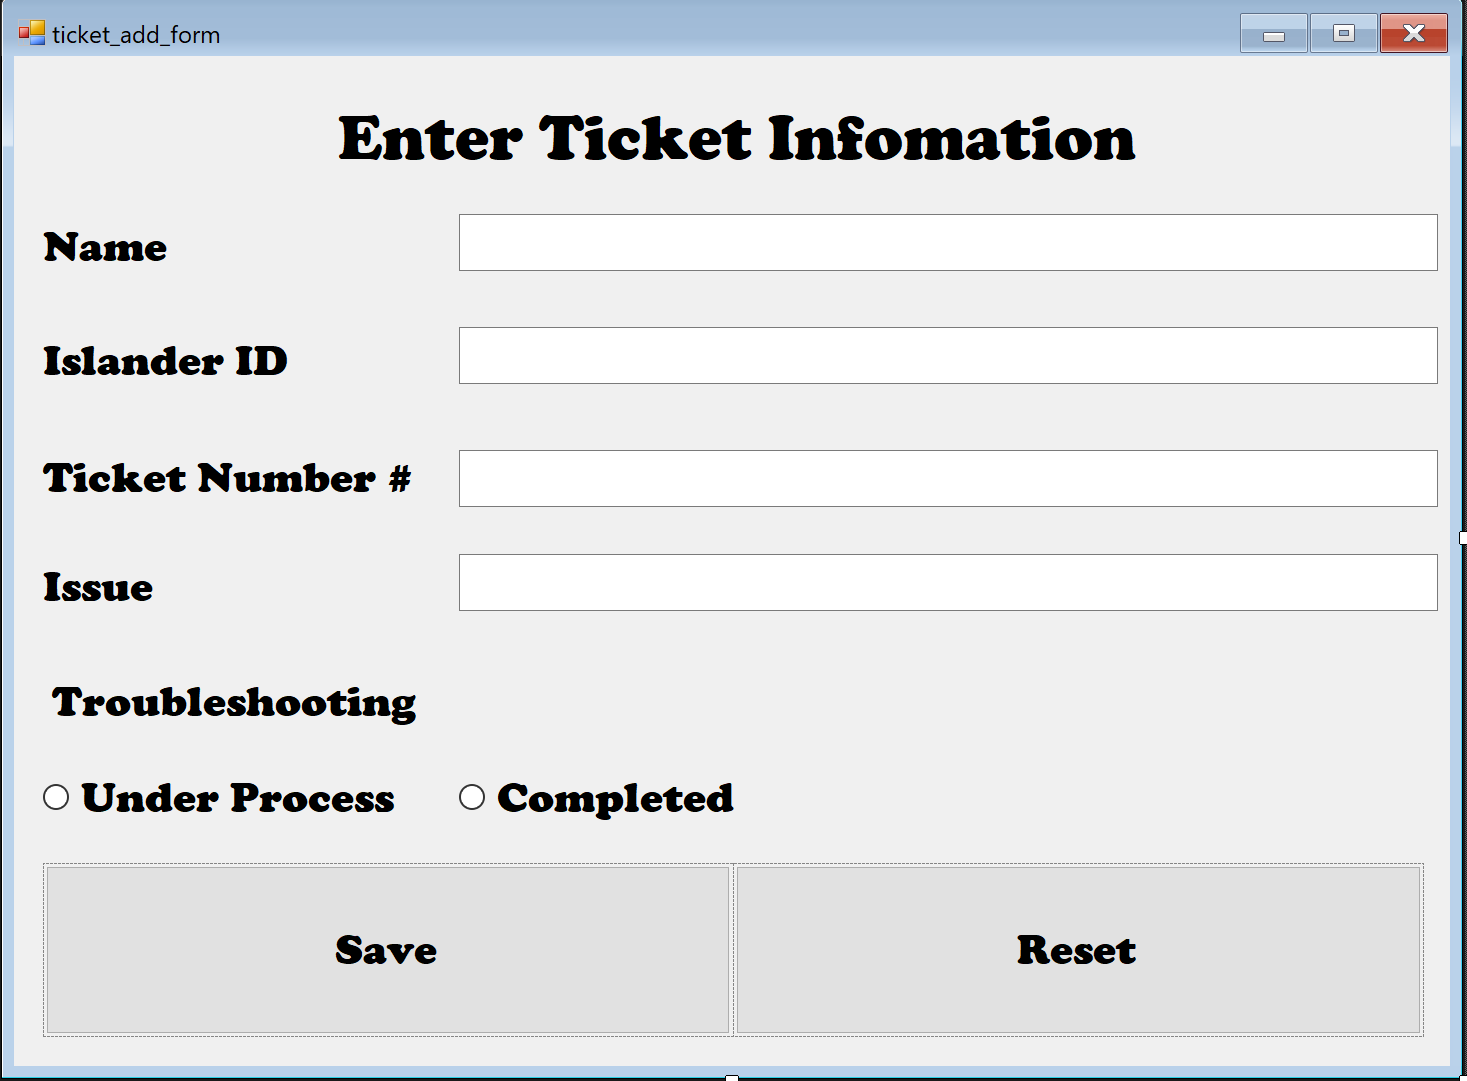 ticket_add_form
Enter Ticket Infomation
Name
Islander ID
Ticket Number #
Issue
Troubleshooting
Under Process Completed
Save Reset